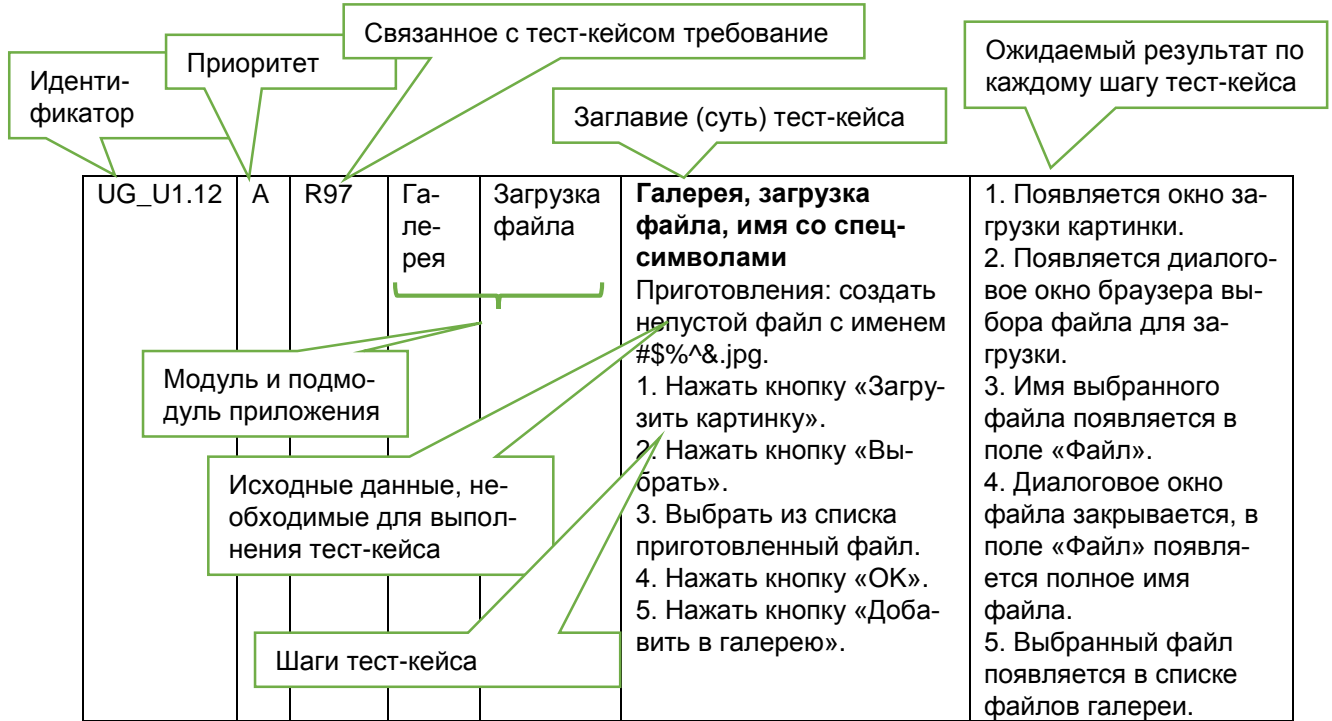 Связанное с тест-кейсом требование
Приоритет
Иденти-
фикатор
Заглавие (суть) тест-кейса
Ожидаемый результат по
каждому шагу тест-кейса
UG_U1.12
A
R97
Га-
ле-
рея
Загрузка
файла
Галерея, загрузка
файла, имя со спец-
символами
Приготовления: создать
непустой файл с именем
#$%^&.jpg.
1. Нажать кнопку «Загру-
зить картинку».
2. Нажать кнопку «Вы-
брать».
3. Выбрать из списка
приготовленный файл.
4. Нажать кнопку «OK».
5. Нажать кнопку «Доба-
вить в галерею».
1. Появляется окно за-
грузки картинки.
2. Появляется диалого-
вое окно браузера вы-
бора файла для за-
грузки.
3. Имя выбранного
файла появляется в
поле «Файл».
4. Диалоговое окно
файла закрывается, в
поле «Файл» появля-
ется полное имя
файла.
5. Выбранный файл
появляется в списке
файлов галереи.
Модуль и подмо-
дуль приложения
Исходные данные, не-
обходимые для выпол-
нения тест-кейса
Шаги тест-кейса